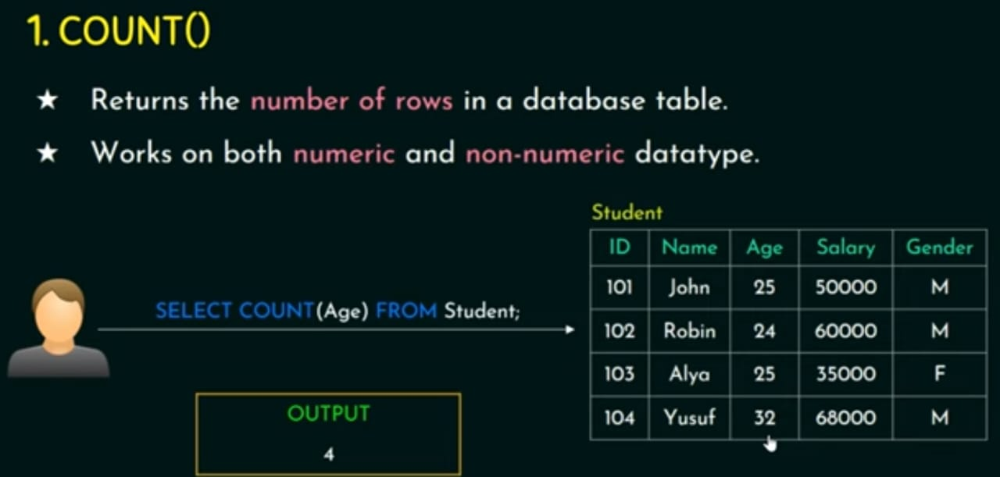 1. COUNT()
★ Returns the number of rows in a database table.
★ Works on both numeric and non-numeric datatype.
Student
ID Name Age Salary Gender
101 John 25 50000 M
102 Robin 24 60000 M
103 Alya 25 35000 F
104 Yusuf 32 68000 M
SELECT COUNT(Age) FROM Student;
OUTPUT
4